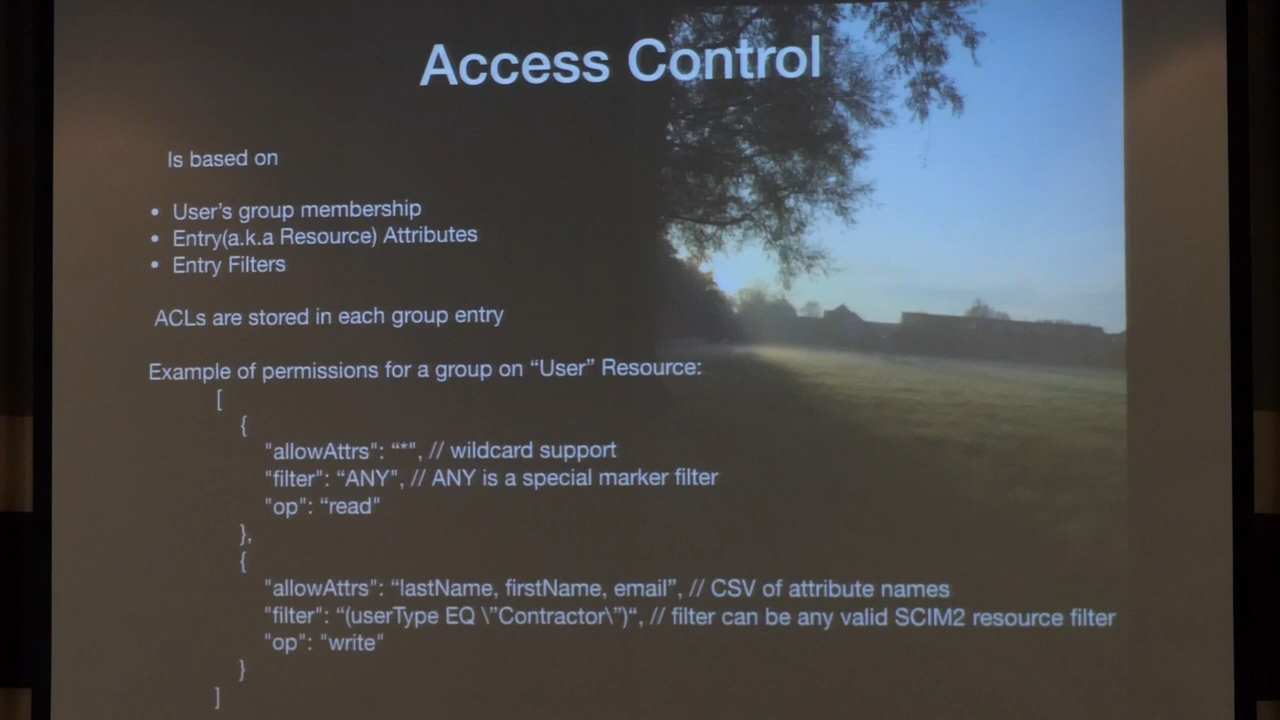 Access Control
Is based on
• User’s group membership
• Entry(a.k.a Resource) Attributes
• Entry Filters
ACLs are stored in each group entry
Example of permissions for a group on “User” Resource:
[
{
"allowAttrs": “*", // wildcard support
"filter": “ANY", // ANY is a special marker filter
"op": “read"
},
{
"allowAttrs": “lastName, firstName, email”, // CSV of attribute names
"filter": “(userType EQ \”Contractor\”)“, // filter can be any valid SCIM2 resource filter
"op": "write"
}
]